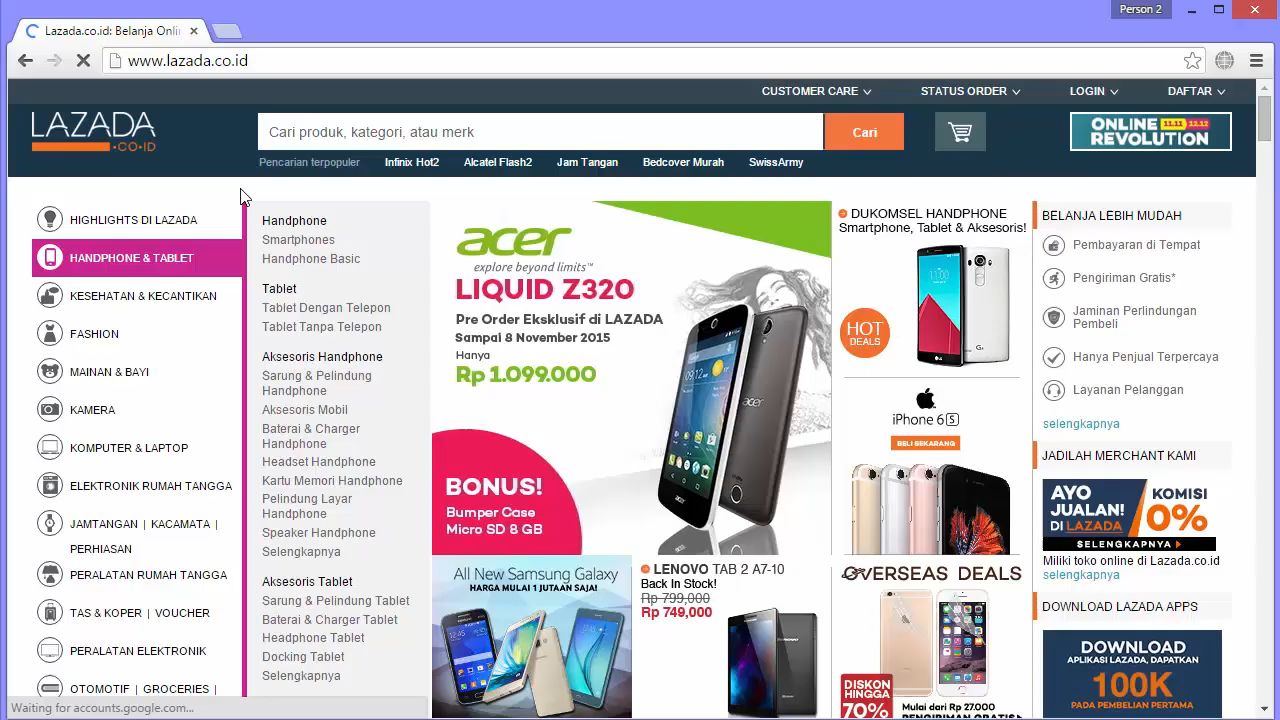 Person 2
Lazada.co.id: Belanja Onli
www.lazada.co.id
CUSTOMER CARE
STATUS ORDER
LOGIN
DAFTAR
LAZADA
.CO.ID
Cari produk, kategori, atau merk
Cari
ONLINE 11.11 12.12
REVOLUTION
Pencarian terpopuler Infinix Hot2 Alcatel Flash2 Jam Tangan Bedcover Murah SwissArmy
HIGHLIGHTS DI LAZADA
HANDPHONE & TABLET
KESEHATAN & KECANTIKAN
FASHION
MAINAN & BAYI
KAMERA
KOMPUTER & LAPTOP
ELEKTRONIK RUMAH TANGGA
JAMTANGAN | KACAMATA |
PERHIASAN
PERALATAN RUMAH TANGGA
TAS & KOPER | VOUCHER
PERALATAN ELEKTRONIK
OTOMOTIF | GROCERIES |
Handphone
Smartphones
Handphone Basic
Tablet
Tablet Dengan Telepon
Tablet Tanpa Telepon
Aksesoris Handphone
Sarung & Pelindung
Handphone
Aksesoris Mobil
Baterai & Charger
Handphone
Headset Handphone
Kartu Memori Handphone
Pelindung Layar
Handphone
Speaker Handphone
Selengkapnya
Aksesoris Tablet
Sarung & Pelindung Tablet
Baterai & Charger Tablet
Headphone Tablet
Docking Tablet
Selengkapnya
acer
explore beyond limits™
LIQUID Z320
Pre Order Eksklusif di LAZADA
Sampai 8 November 2015
Hanya
Rp 1.099.000
BONUS!
Bumper Case
Micro SD 8 GB
All New Samsung Galaxy
HARGA MULAI 1 JUTAAN SAJA!
LENOVO TAB 2 A7-10
Back In Stock!
Rp 799,000
Rp 749,000
DUKOMSEL HANDPHONE
Smartphone, Tablet & Aksesoris!
HOT
DEALS
iPhone 6S
BELI SEKARANG
OVERSEAS DEALS
DISKON
HINGGA
70%
Mulai dari Rp 27.000
PENGIRIMAN GRATIS*
BELANJA LEBIH MUDAH
Pembayaran di Tempat
Pengiriman Gratis*
Jaminan Perlindungan
Pembeli
Hanya Penjual Terpercaya
Layanan Pelanggan
selengkapnya
JADILAH MERCHANT KAMI
AYO
JUALAN!
DI LAZADA
KOMISI
0%
SELENGKAPNYA
Miliki toko online di Lazada.co.id
selengkapnya
DOWNLOAD LAZADA APPS
DOWNLOAD
APLIKASI LAZADA, DAPATKAN
100K
PADA PEMBELIAN PERTAMA
Waiting for accounts.google.com...